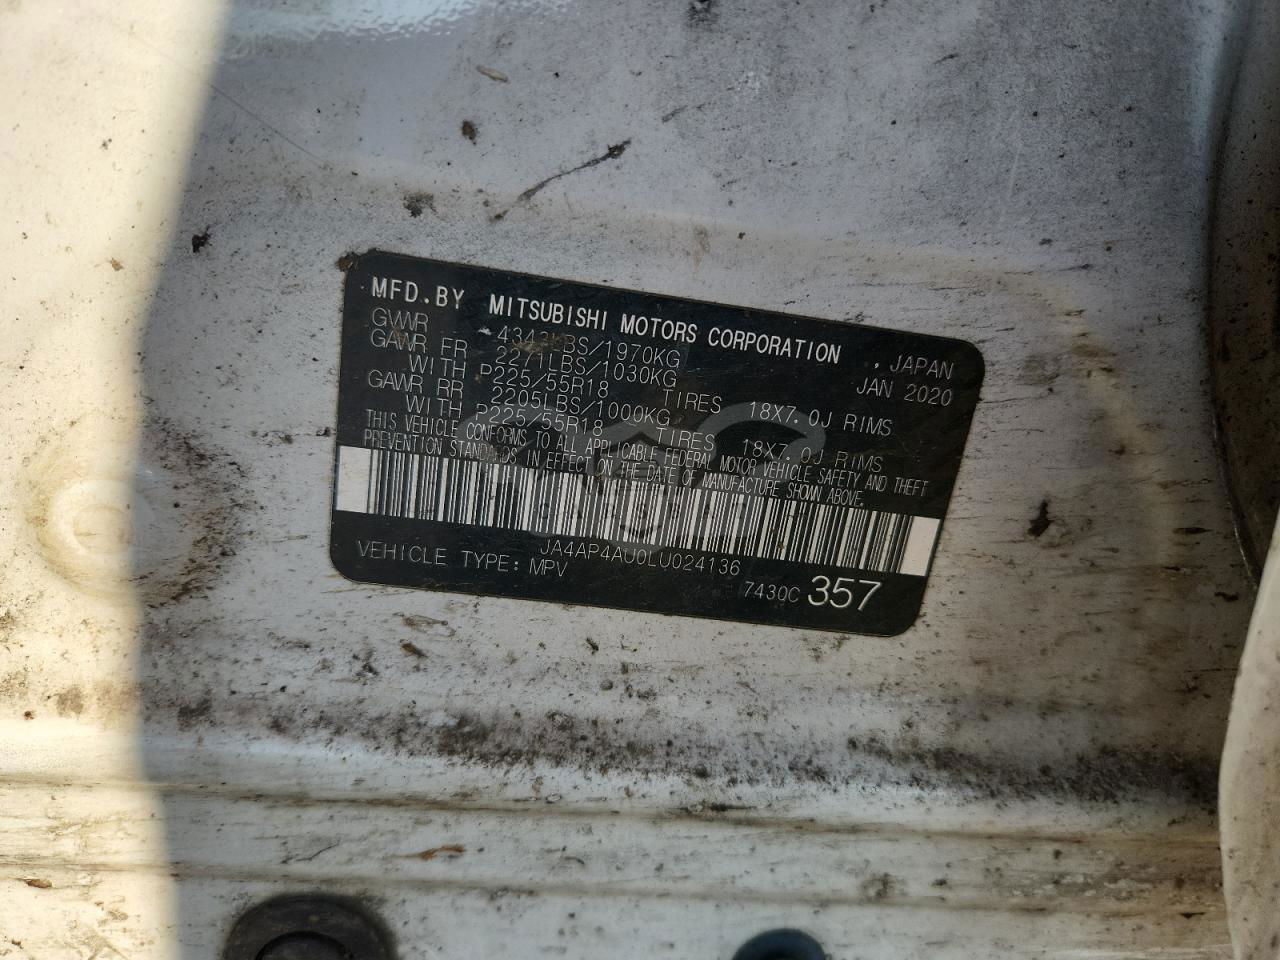 MFD.BY MITSUBISHI MOTORS CORPORATION , JAPAN
GVWR LBS/1970KG JAN 2020
GAWR FR 2271LBS/1030KG
WITH P225/55R18 TIRES 18X7.0J RIMS
GAWR RR 2205LBS/1000KG
WITH P225/55R18 TIRES 18X7.0J RIMS
THIS VEHICLE CONFORMS TO ALL APPLICABLE FEDERAL MOTOR VEHICLE SAFETY AND THEFT
PREVENTION STANDARDS IN EFFECT ON THE DATE OF MANUFACTURE SHOWN ABOVE.
JA4AP4AU0LU024136
VEHICLE TYPE: MPV 7430C 357